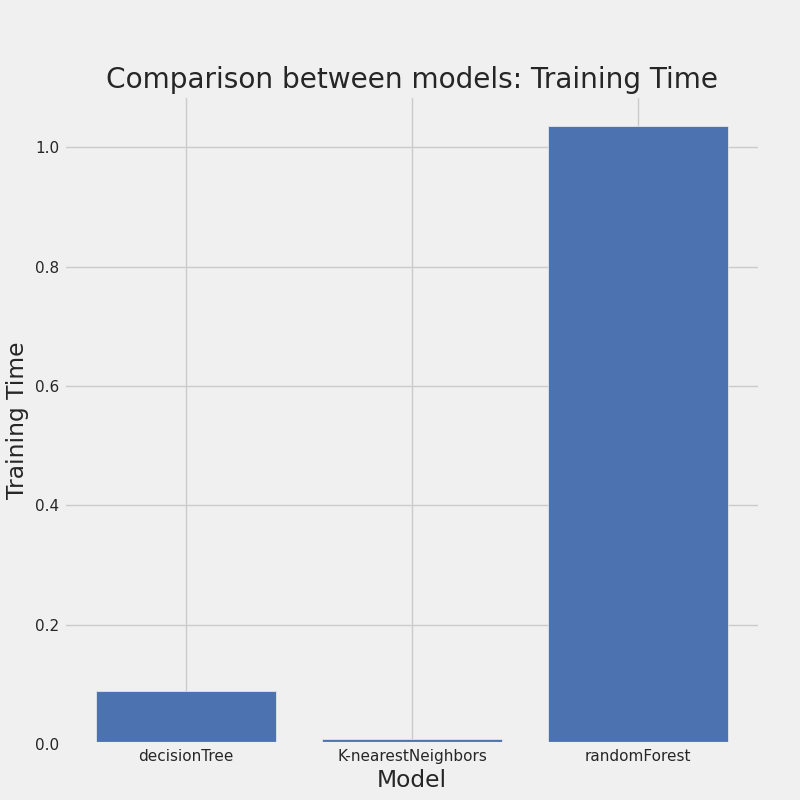 Comparison between models: Training Time
Training Time
1.0
0.8
0.6
0.4
0.2
0.0
decisionTree
K-nearestNeighbors
randomForest
Model